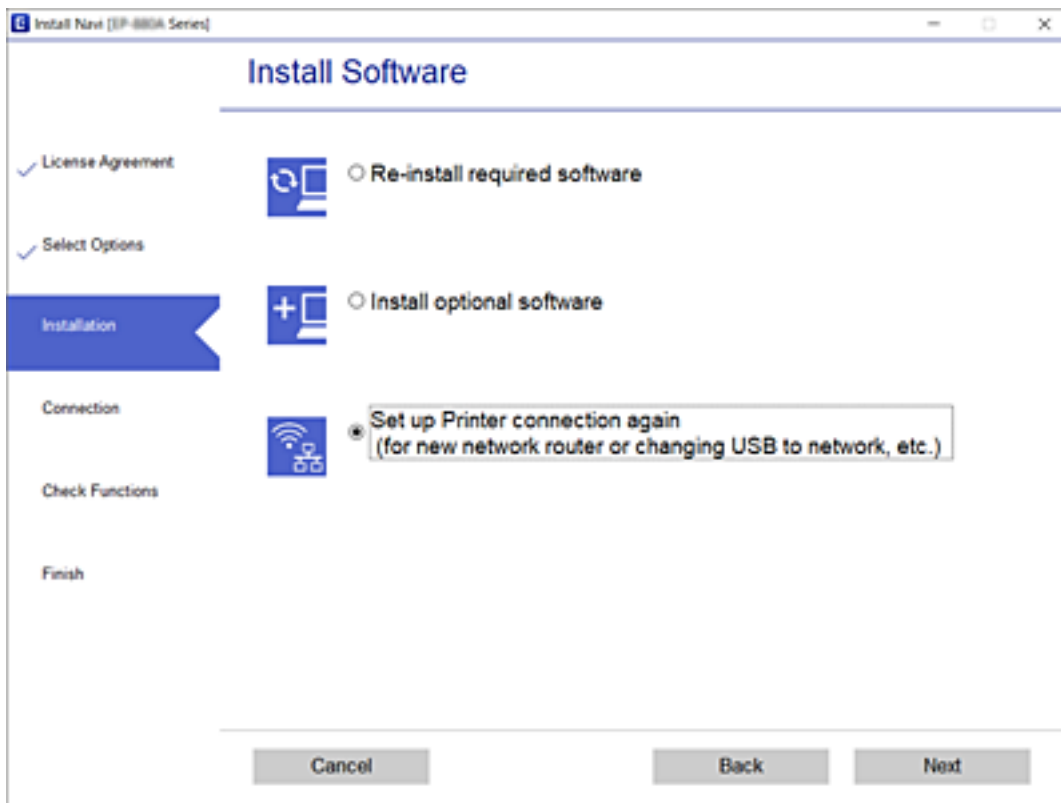 Install Navi [EP-880A Series]
Install Software
License Agreement
Select Options
Installation
Connection
Check Functions
Finish
Re-install required software
Install optional software
Set up Printer connection again
(for new network router or changing USB to network, etc.)
Cancel
Back
Next